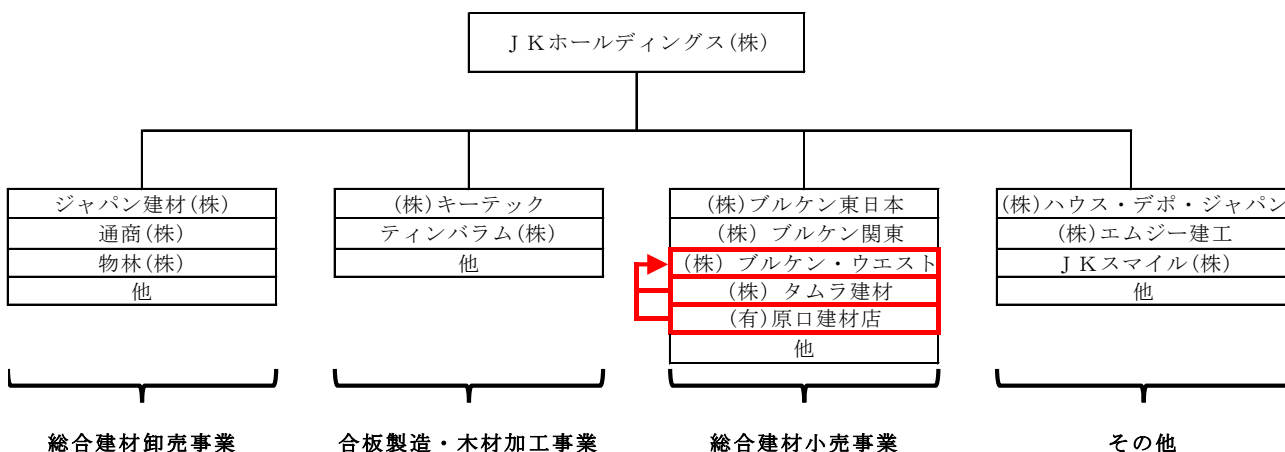 ＪＫホールディングス(株)
ジャパン建材(株)
通商(株)
物林(株)
他
(株)キーテック
ティンバラム(株)
他
(株)ブルケン東日本
(株) ブルケン関東
(株) ブルケン・ウエスト
(株) タムラ建材
(有)原口建材店
他
(株)ハウス・デポ・ジャパン
(株)エムジー建工
ＪＫスマイル(株)
他
総合建材卸売事業
合板製造・木材加工事業
総合建材小売事業
その他